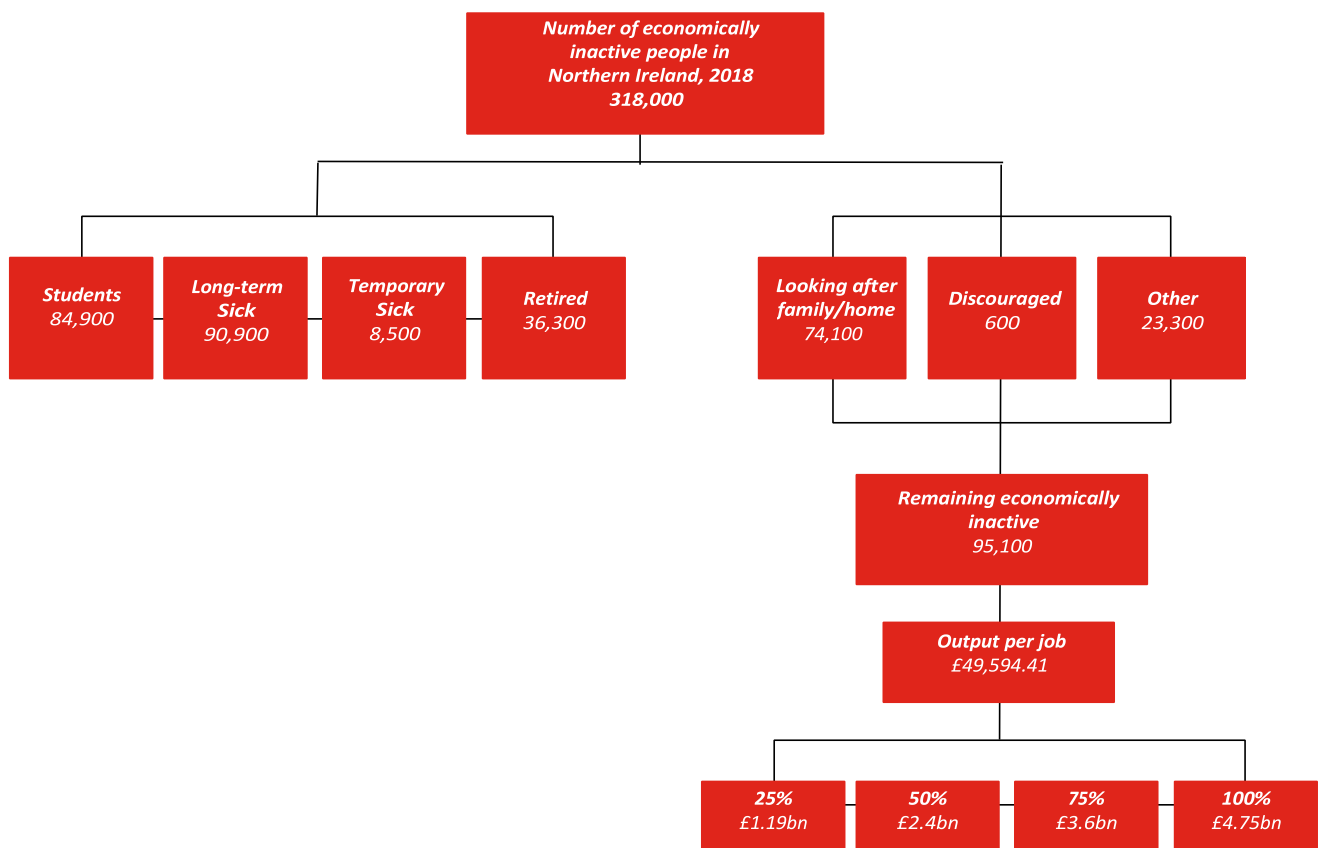 Number of economically
inactive people in
Northern Ireland, 2018
318,000
Students
84,900
Long-term
Sick
90,900
Temporary
Sick
8,500
Retired
36,300
Looking after
family/home
74,100
Discouraged
600
Other
23,300
Remaining economically
inactive
95,100
Output per job
£49,594.41
25%
£1.19bn
50%
£2.4bn
75%
£3.6bn
100%
£4.75bn